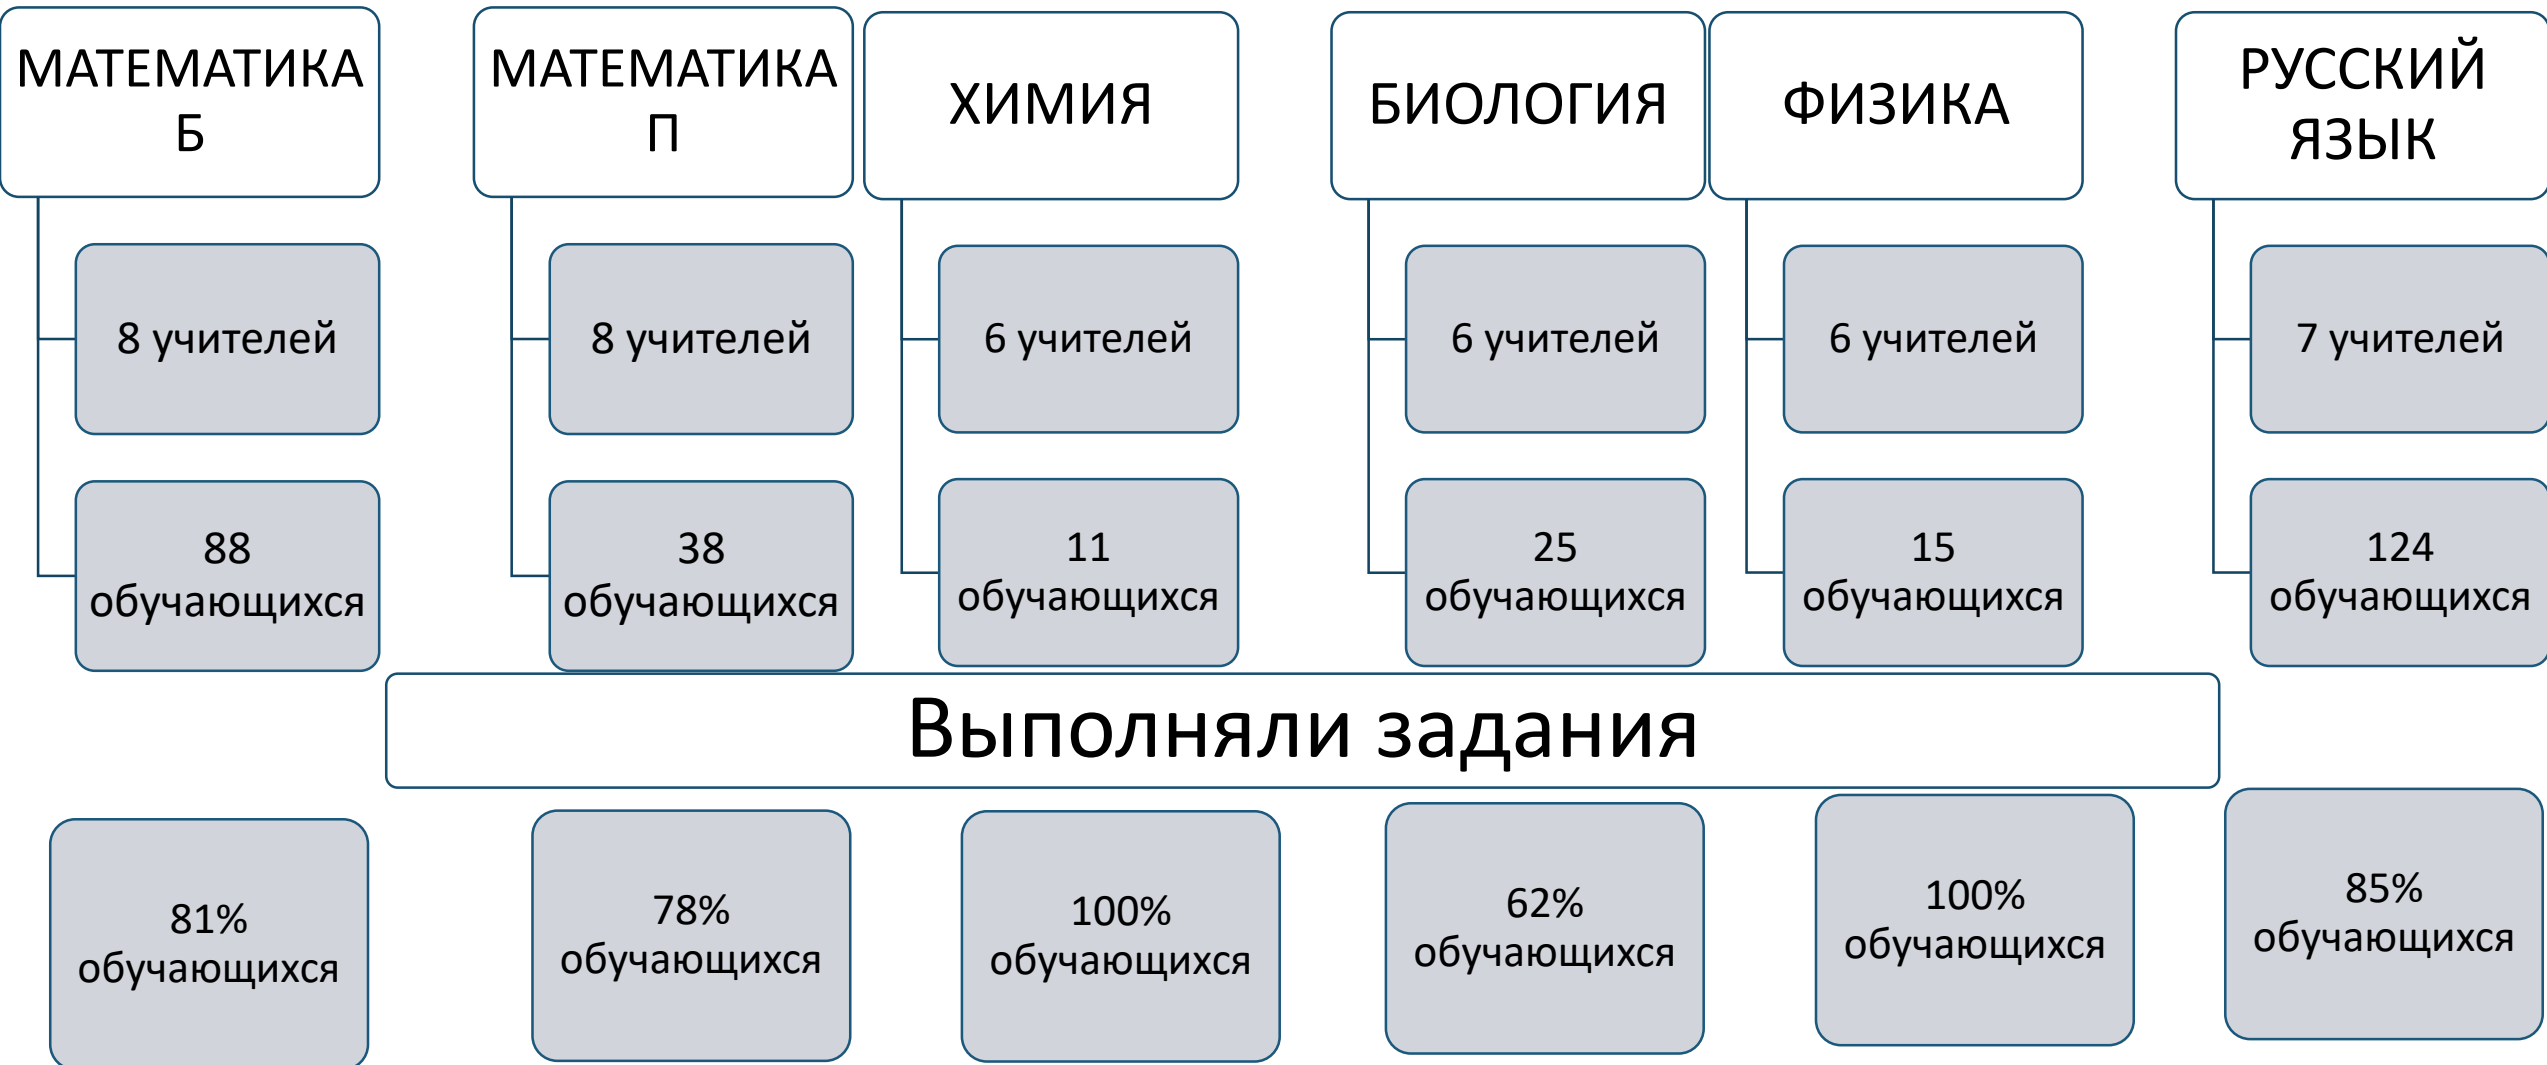 МАТЕМАТИКА
Б
МАТЕМАТИКА
П
ХИМИЯ
БИОЛОГИЯ
ФИЗИКА
РУССКИЙ
ЯЗЫК
8 учителей
8 учителей
6 учителей
6 учителей
6 учителей
7 учителей
88
обучающихся
38
обучающихся
11
обучающихся
25
обучающихся
15
обучающихся
124
обучающихся
Выполняли задания
81%
обучающихся
78%
обучающихся
100%
обучающихся
62%
обучающихся
100%
обучающихся
85%
обучающихся